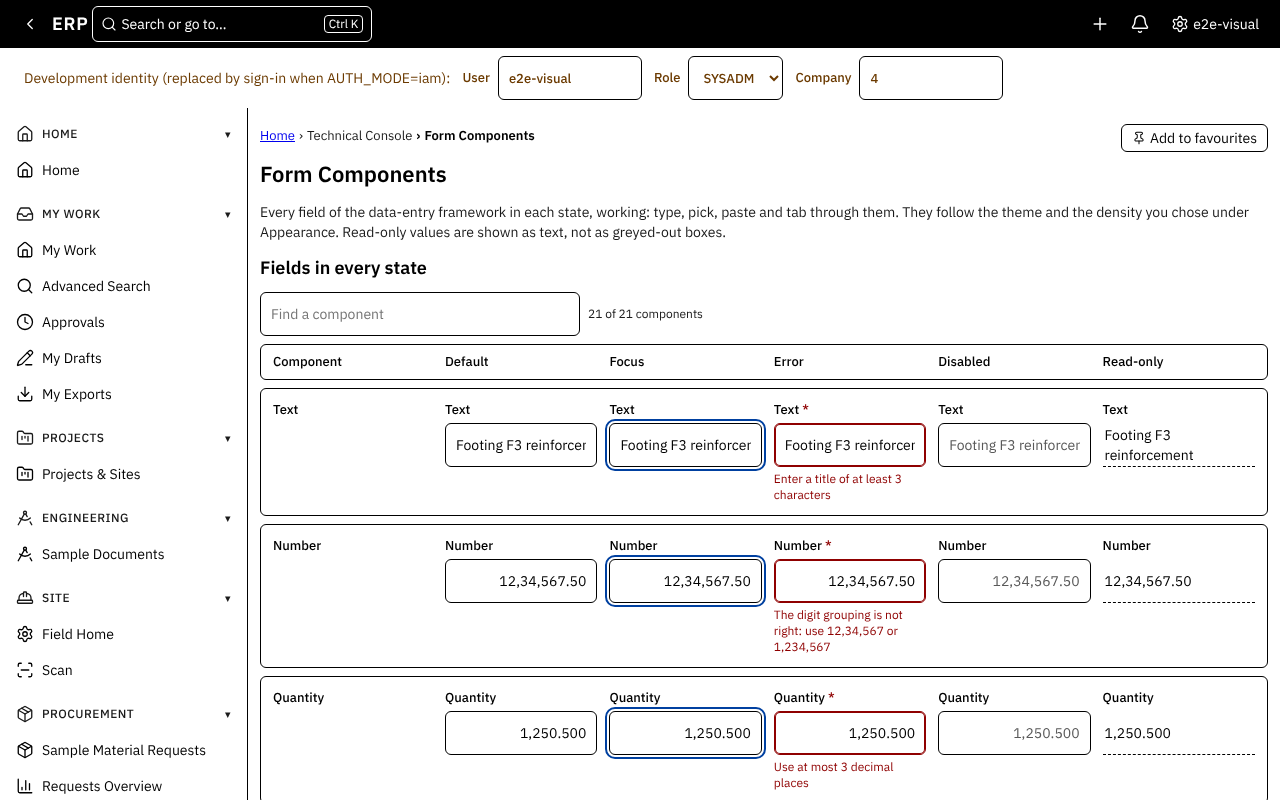 ERP Search or go to... Ctrl K e2e-visual
Development identity (replaced by sign-in when AUTH_MODE=iam): User e2e-visual Role SYSADM Company 4
HOME
Home
MY WORK
My Work
Advanced Search
Approvals
My Drafts
My Exports
PROJECTS
Projects & Sites
ENGINEERING
Sample Documents
SITE
Field Home
Scan
PROCUREMENT
Sample Material Requests
Requests Overview
Home › Technical Console › Form Components
Add to favourites
Form Components
Every field of the data-entry framework in each state, working: type, pick, paste and tab through them. They follow the theme and the density you chose under
Appearance. Read-only values are shown as text, not as greyed-out boxes.
Fields in every state
Find a component 21 of 21 components
Component Default Focus Error Disabled Read-only
Text Text Text Text * Text Text
Footing F3 reinforcer Footing F3 reinforcer Footing F3 reinforcer Footing F3 reinforcer Footing F3
reinforcement
Enter a title of at least 3
characters
Number Number Number Number * Number Number
12,34,567.50 12,34,567.50 12,34,567.50 12,34,567.50 12,34,567.50
The digit grouping is not
right: use 12,34,567 or
1,234,567
Quantity Quantity Quantity Quantity * Quantity Quantity
1,250.500 1,250.500 1,250.500 1,250.500 1,250.500
Use at most 3 decimal
places